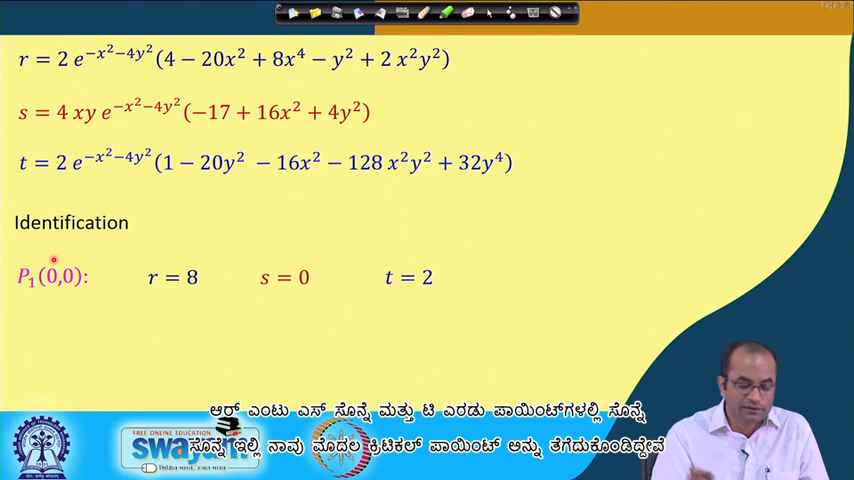 r = 2 e^{-x^2-4y^2}(4 − 20x^2 + 8x^4 − y^2 + 2 x^2y^2)
s = 4 xy e^{-x^2-4y^2}(−17 + 16x^2 + 4y^2)
t = 2 e^{-x^2-4y^2}(1 − 20y^2 − 16x^2 − 128 x^2y^2 + 32y^4)
Identification
P_1(0,0): r = 8 s = 0 t = 2
ಆರ್ ಎಂಟು ಎಸ್ ಸೊನ್ನೆ ಮತ್ತು ಟಿ ಎರಡು ಪಾಯಿಂಟ್‌ಗಳಲ್ಲಿ ಸೊನ್ನೆ
FREE ONLINE EDUCATION
swayam
ಸೊನ್ನೆ ಇಲ್ಲಿ ನಾವು ಮೊದಲ ಕ್ರಿಟಿಕಲ್ ಪಾಯಿಂಟ್ ಅನ್ನು ತೆಗೆದುಕೊಂಡಿದ್ದೇವೆ